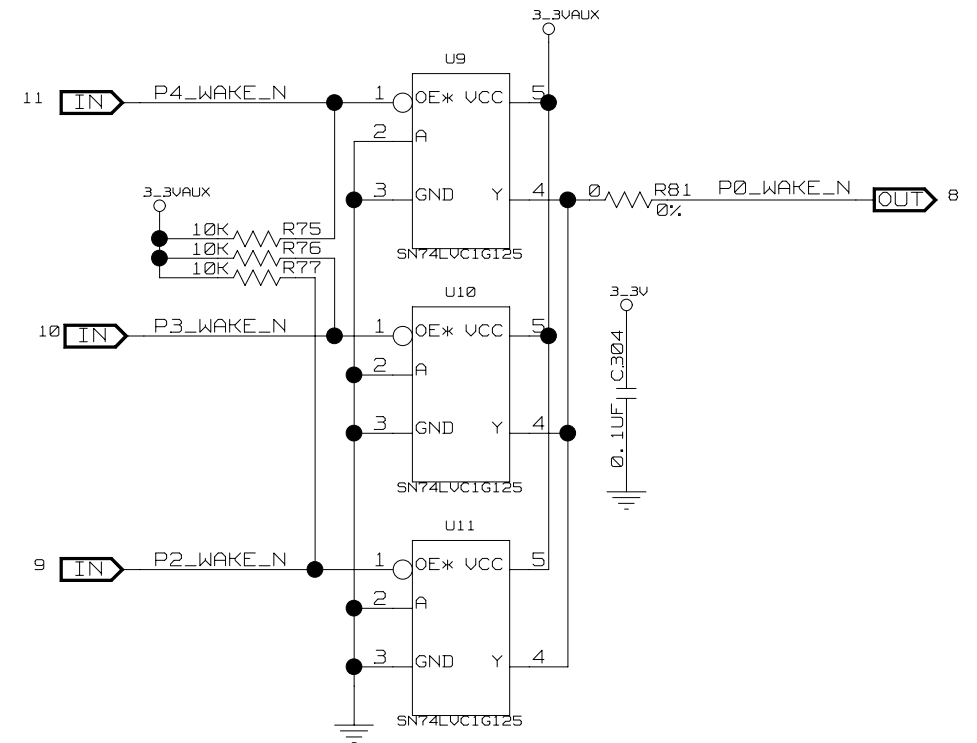 3_3VAUX
U9
11 IN P4_WAKE_N 1 OE* VCC 5
2 A
3 GND Y 4 0 R81 P0_WAKE_N OUT 8
0%
3_3VAUX
10K R75
10K R76
10K R77
SN74LVC1G125
U10
3_3V
10 IN P3_WAKE_N 1 OE* VCC 5
2 A
3 GND Y 4
C304
0.1UF
SN74LVC1G125
U11
9 IN P2_WAKE_N 1 OE* VCC 5
2 A
3 GND Y 4
SN74LVC1G125